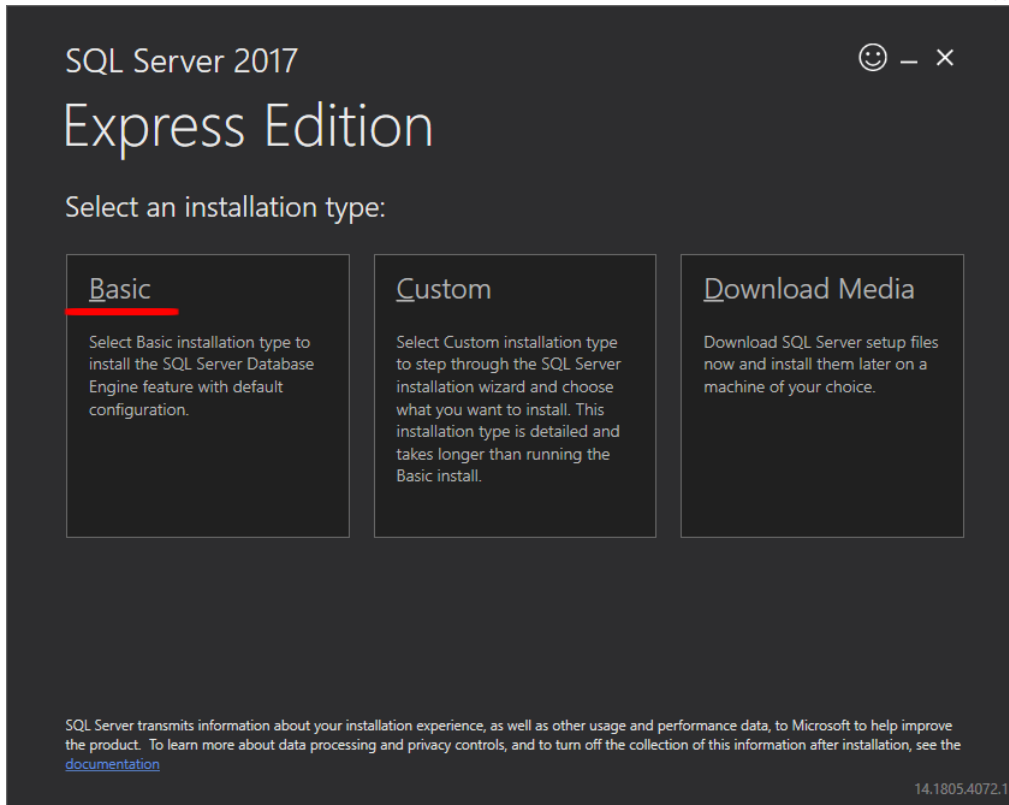 SQL Server 2017
Express Edition
Select an installation type:
Basic
Select Basic installation type to
install the SQL Server Database
Engine feature with default
configuration.
Custom
Select Custom installation type
to step through the SQL Server
installation wizard and choose
what you want to install. This
installation type is detailed and
takes longer than running the
Basic install.
Download Media
Download SQL Server setup files
now and install them later on a
machine of your choice.
SQL Server transmits information about your installation experience, as well as other usage and performance data, to Microsoft to help improve
the product.  To learn more about data processing and privacy controls, and to turn off the collection of this information after installation, see the
documentation
14.1805.4072.1